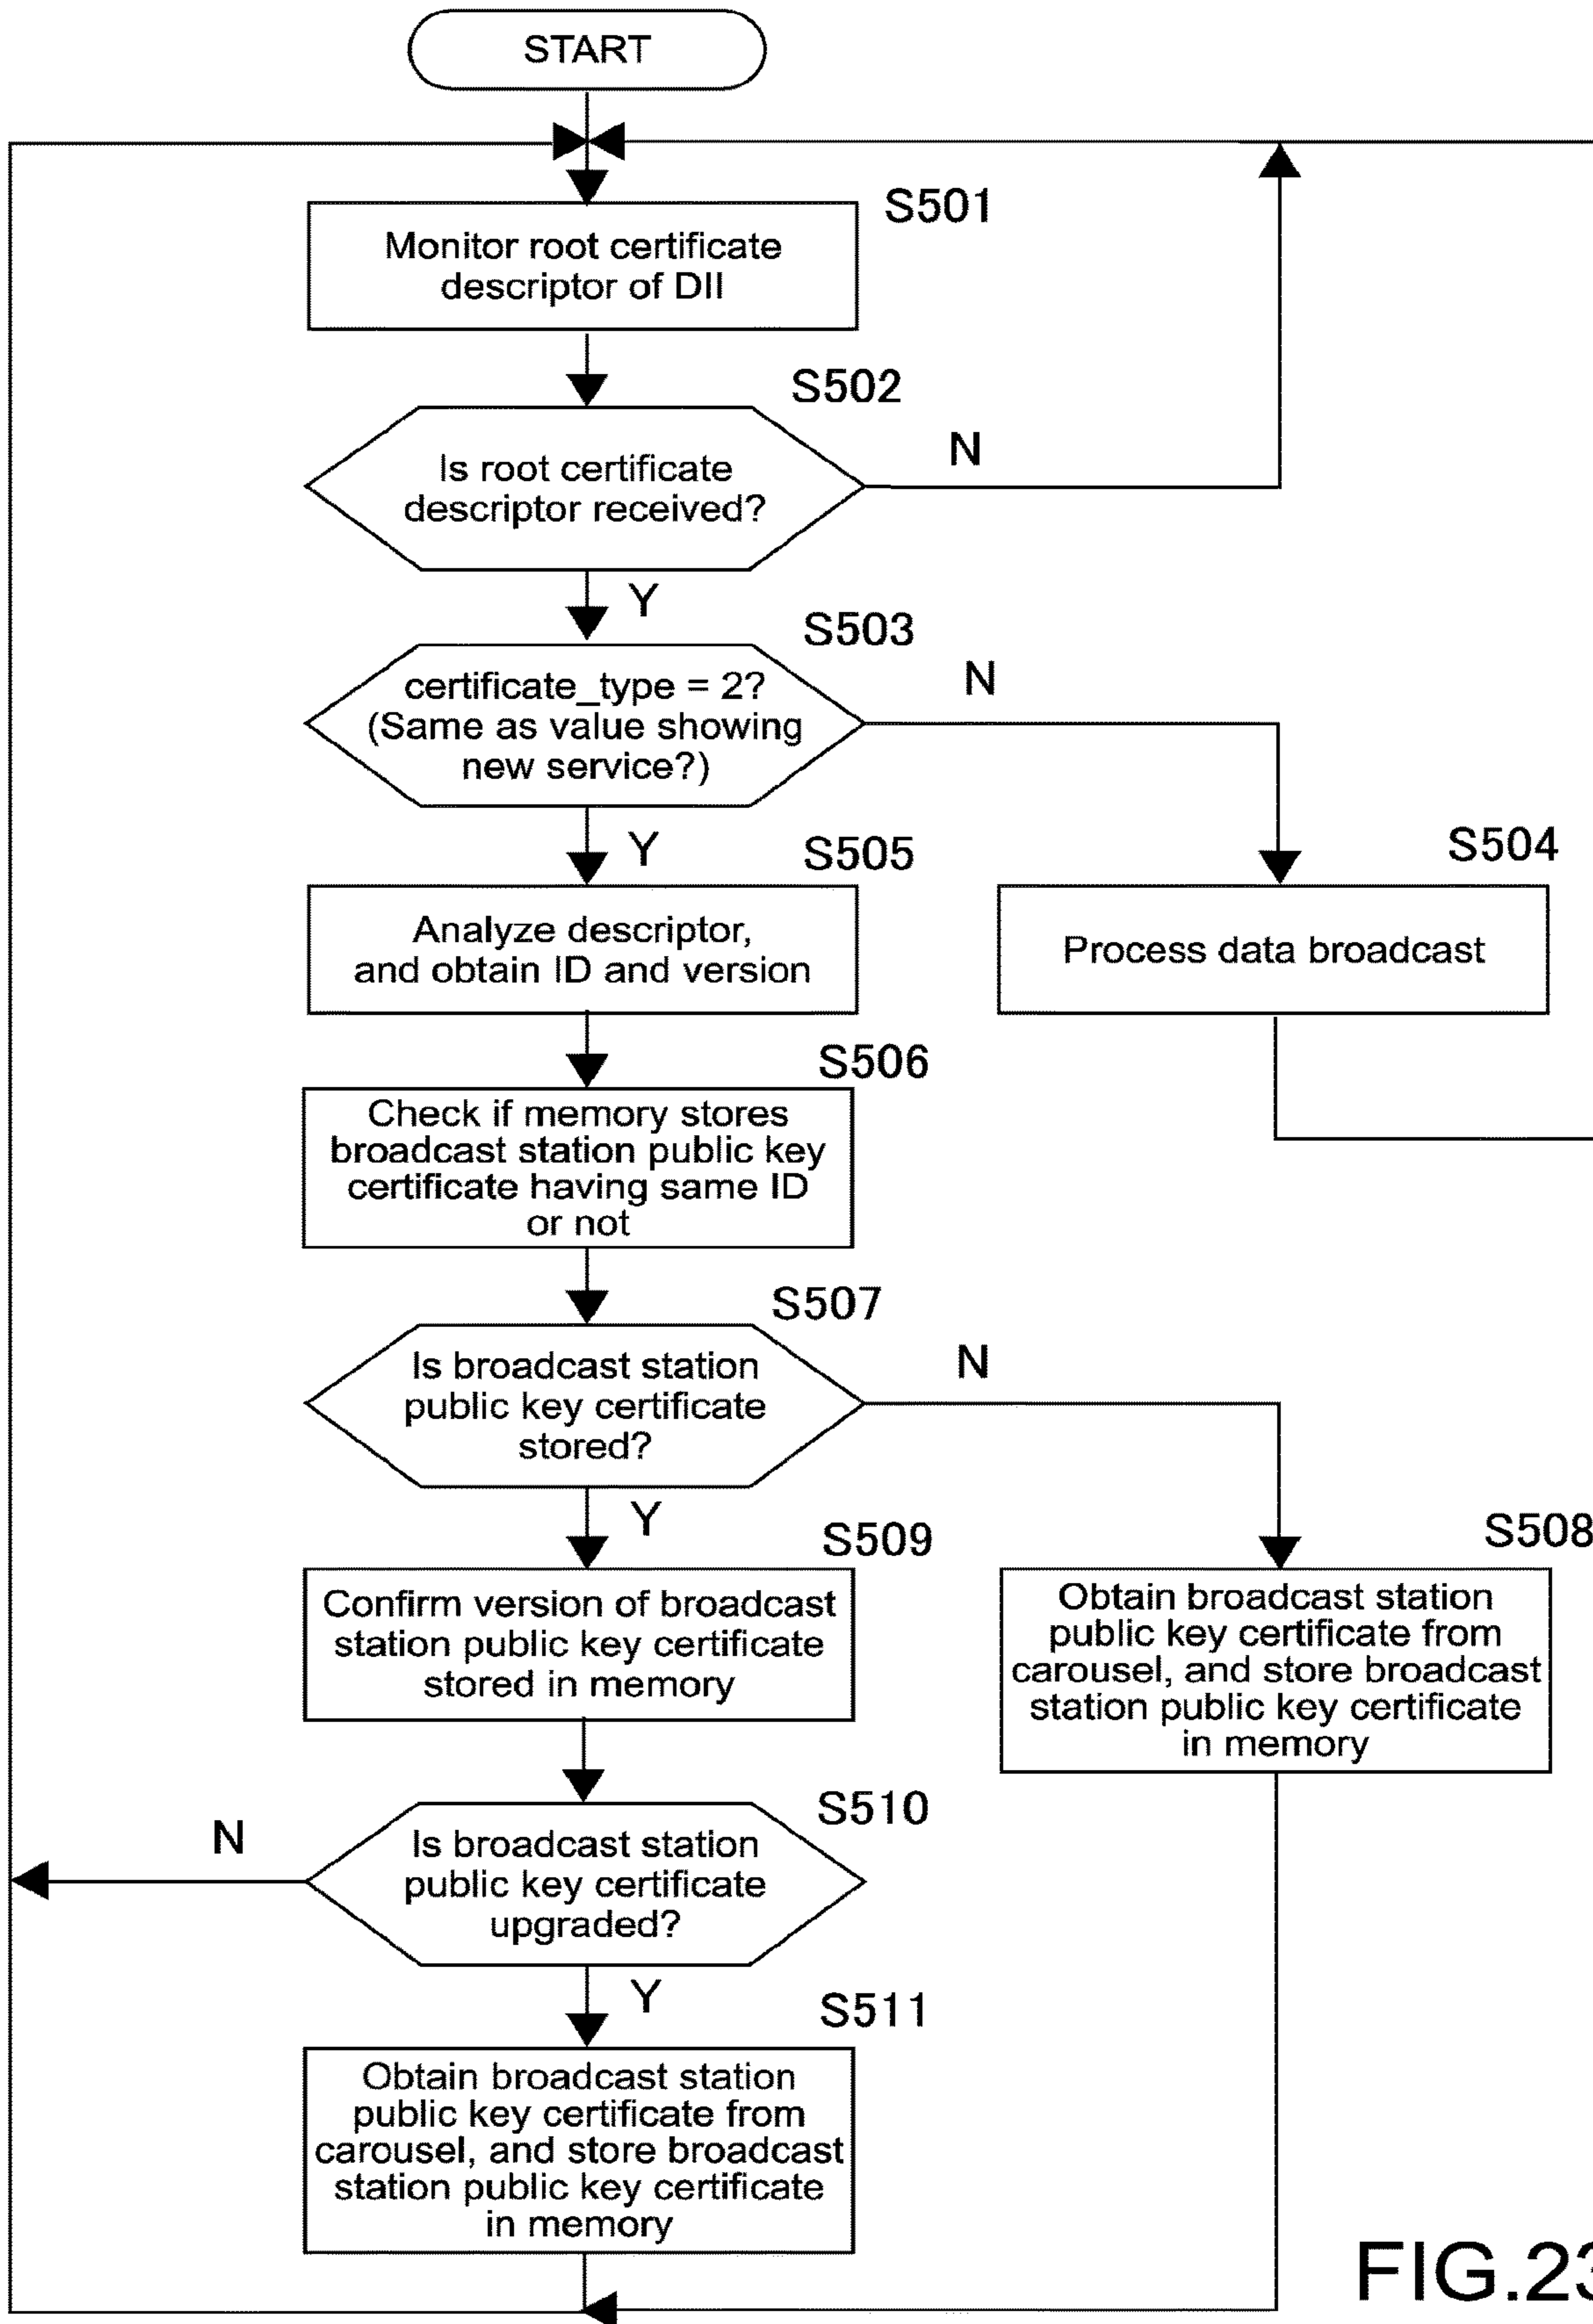 START
S501
Monitor root certificate
descriptor of DII
S502
Is root certificate
descriptor received?
N
Y
S503
certificate_type = 2?
(Same as value showing
new service?)
N
Y
S505
Analyze descriptor,
and obtain ID and version
S504
Process data broadcast
S506
Check if memory stores
broadcast station public key
certificate having same ID
or not
S507
Is broadcast station
public key certificate
stored?
N
Y
S509
Confirm version of broadcast
station public key certificate
stored in memory
S508
Obtain broadcast station
public key certificate from
carousel, and store broadcast
station public key certificate
in memory
S510
Is broadcast station
public key certificate
upgraded?
N
Y
S511
Obtain broadcast station
public key certificate from
carousel, and store broadcast
station public key certificate
in memory
FIG.23